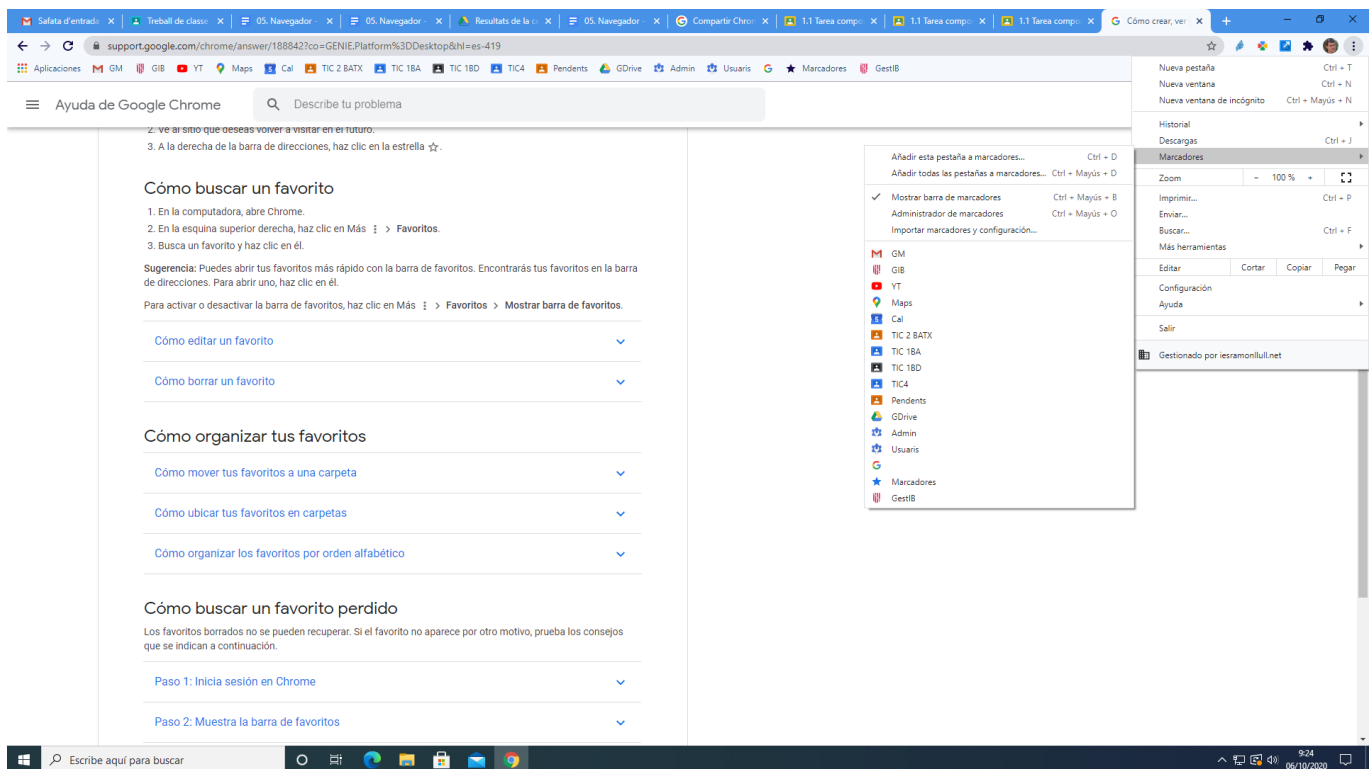 Safata d'entrada
Treball de classe
05. Navegador -
05. Navegador -
Resultats de la ce
05. Navegador -
Compartir Chrom
1.1 Tarea compo
1.1 Tarea compo
1.1 Tarea compo
Cómo crear, ver
support.google.com/chrome/answer/188842?co=GENIE.Platform%3DDesktop&hl=es-419
Aplicaciones GM GIB YT Maps Cal TIC 2 BATX TIC 1BA TIC 1BD TIC4 Pendents GDrive Admin Usuaris Marcadores GestIB
Ayuda de Google Chrome
Describe tu problema
2. Ve al sitio que deseas volver a visitar en el futuro.
3. A la derecha de la barra de direcciones, haz clic en la estrella ☆.
Cómo buscar un favorito
1. En la computadora, abre Chrome.
2. En la esquina superior derecha, haz clic en Más ⋮ > Favoritos.
3. Busca un favorito y haz clic en él.
Sugerencia: Puedes abrir tus favoritos más rápido con la barra de favoritos. Encontrarás tus favoritos en la barra
de direcciones. Para abrir uno, haz clic en él.
Para activar o desactivar la barra de favoritos, haz clic en Más ⋮ > Favoritos > Mostrar barra de favoritos.
Cómo editar un favorito
Cómo borrar un favorito
Cómo organizar tus favoritos
Cómo mover tus favoritos a una carpeta
Cómo ubicar tus favoritos en carpetas
Cómo organizar los favoritos por orden alfabético
Cómo buscar un favorito perdido
Los favoritos borrados no se pueden recuperar. Si el favorito no aparece por otro motivo, prueba los consejos
que se indican a continuación.
Paso 1: Inicia sesión en Chrome
Paso 2: Muestra la barra de favoritos
Añadir esta pestaña a marcadores... Ctrl + D
Añadir todas las pestañas a marcadores... Ctrl + Mayús + D
Mostrar barra de marcadores Ctrl + Mayús + B
Administrador de marcadores Ctrl + Mayús + O
Importar marcadores y configuración...
GM
GIB
YT
Maps
Cal
TIC 2 BATX
TIC 1BA
TIC 1BD
TIC4
Pendents
GDrive
Admin
Usuaris
Marcadores
GestIB
Nueva pestaña Ctrl + T
Nueva ventana Ctrl + N
Nueva ventana de incógnito Ctrl + Mayús + N
Historial
Descargas Ctrl + J
Marcadores
Zoom - 100 % +
Imprimir... Ctrl + P
Enviar...
Buscar... Ctrl + F
Más herramientas
Editar Cortar Copiar Pegar
Configuración
Ayuda
Salir
Gestionado por iesramonllull.net
Escribe aquí para buscar
9:24
06/10/2020